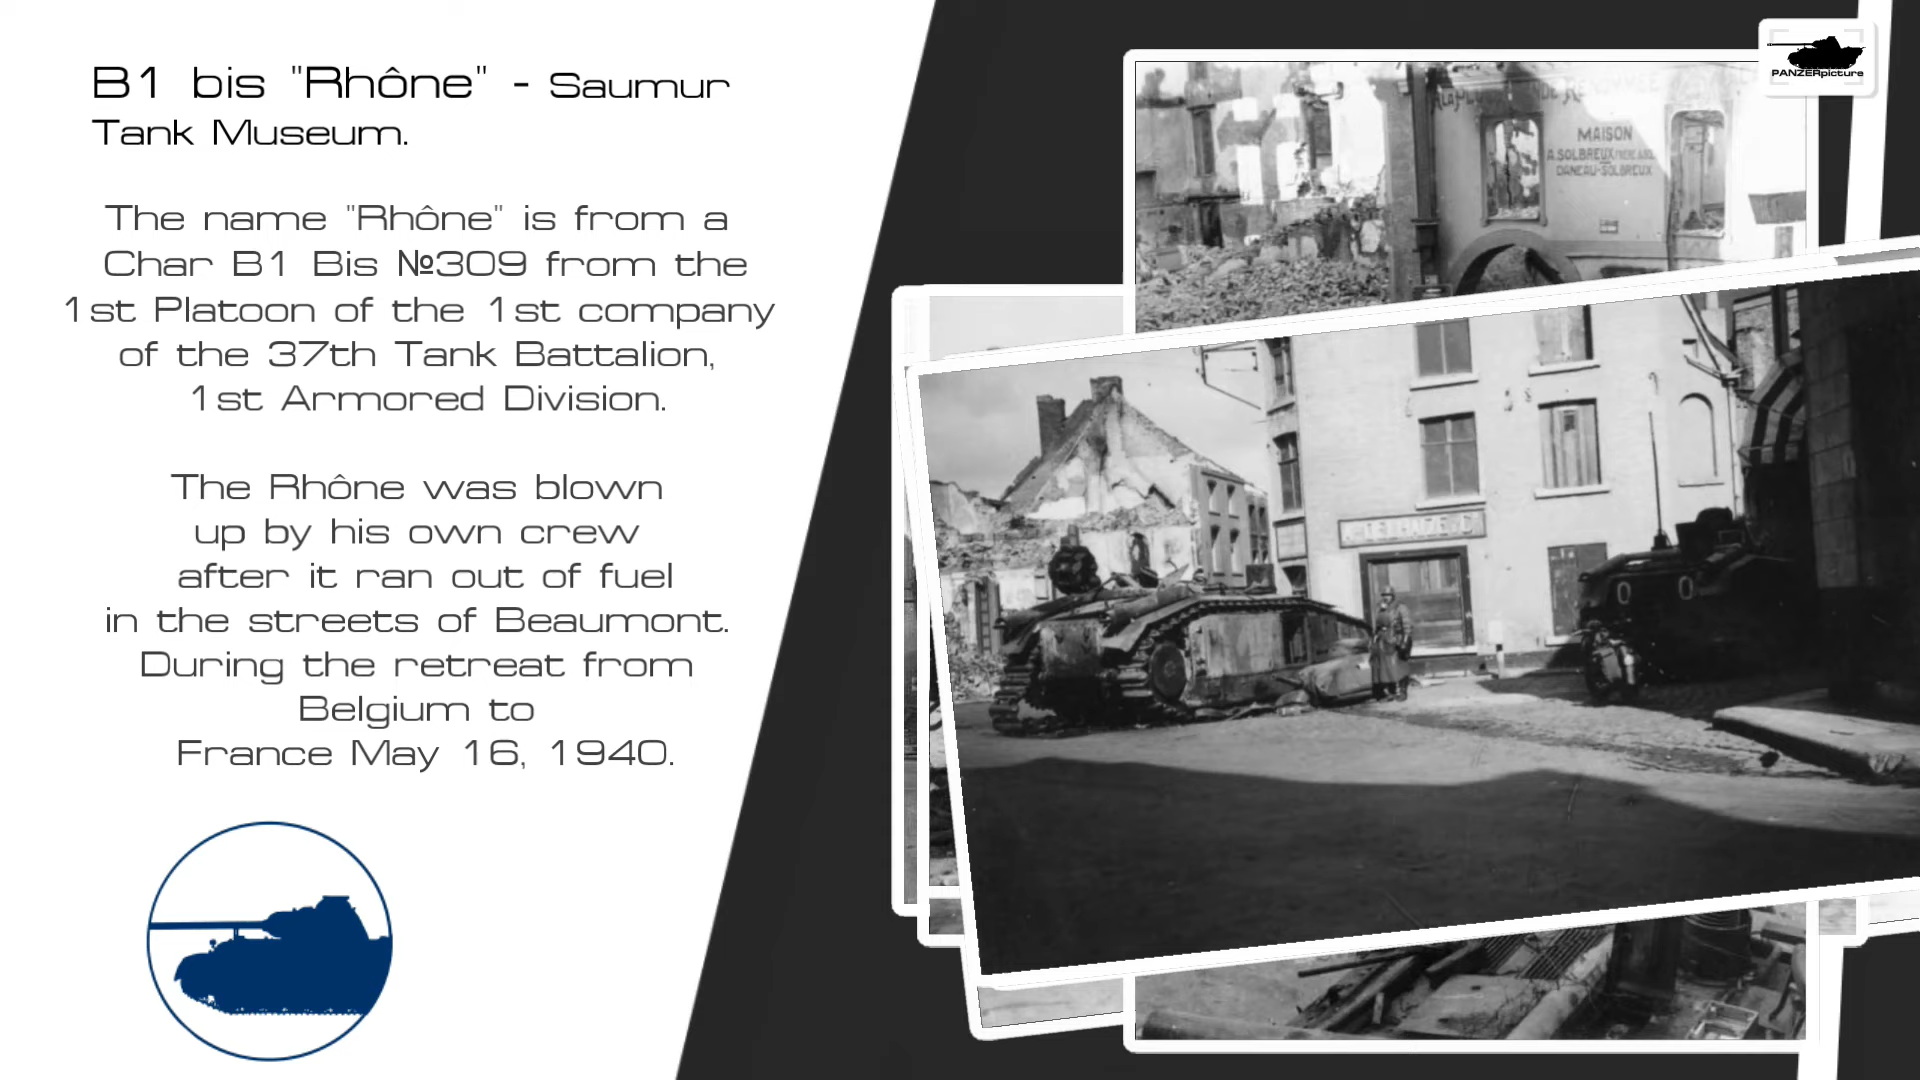 B1 bis "Rhône" - Saumur
Tank Museum.
The name "Rhône" is from a
Char B1 Bis №309 from the
1st Platoon of the 1st company
of the 37th Tank Battalion,
1st Armored Division.
The Rhône was blown
up by his own crew
after it ran out of fuel
in the streets of Beaumont.
During the retreat from
Belgium to
France May 16, 1940.
PANZERpicture
MAISON
A.SOLBREUX
DANEAU-SOLBREUX